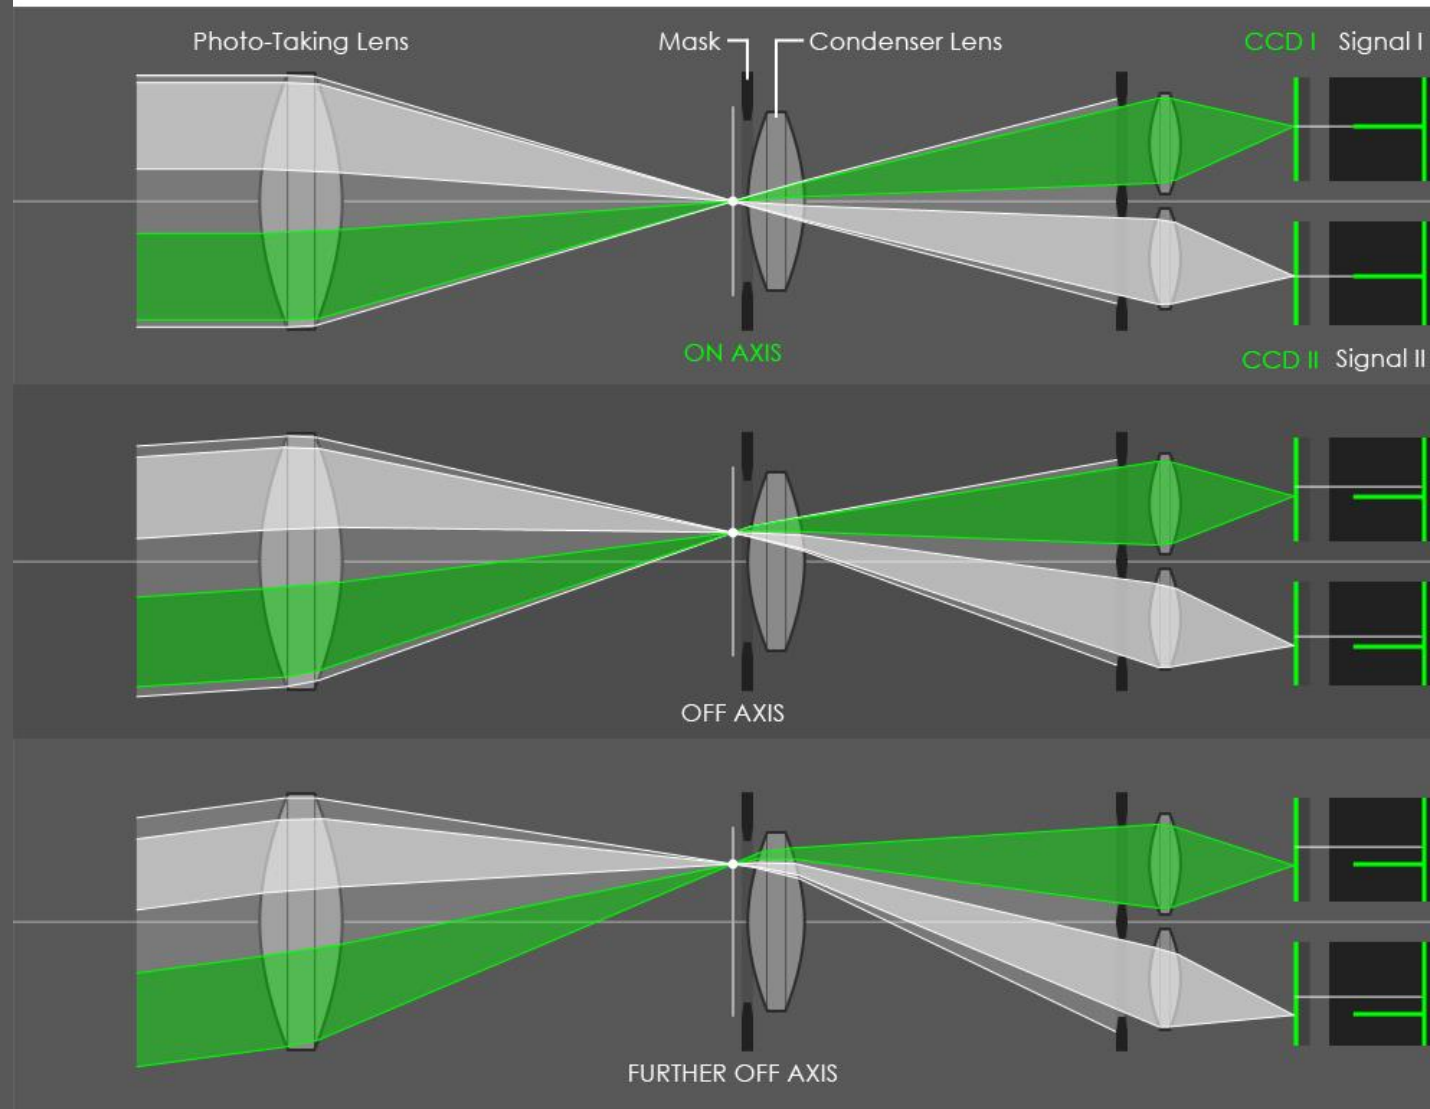 Photo-Taking Lens
Mask
Condenser Lens
CCD I
Signal I
ON AXIS
CCD II
Signal II
OFF AXIS
FURTHER OFF AXIS